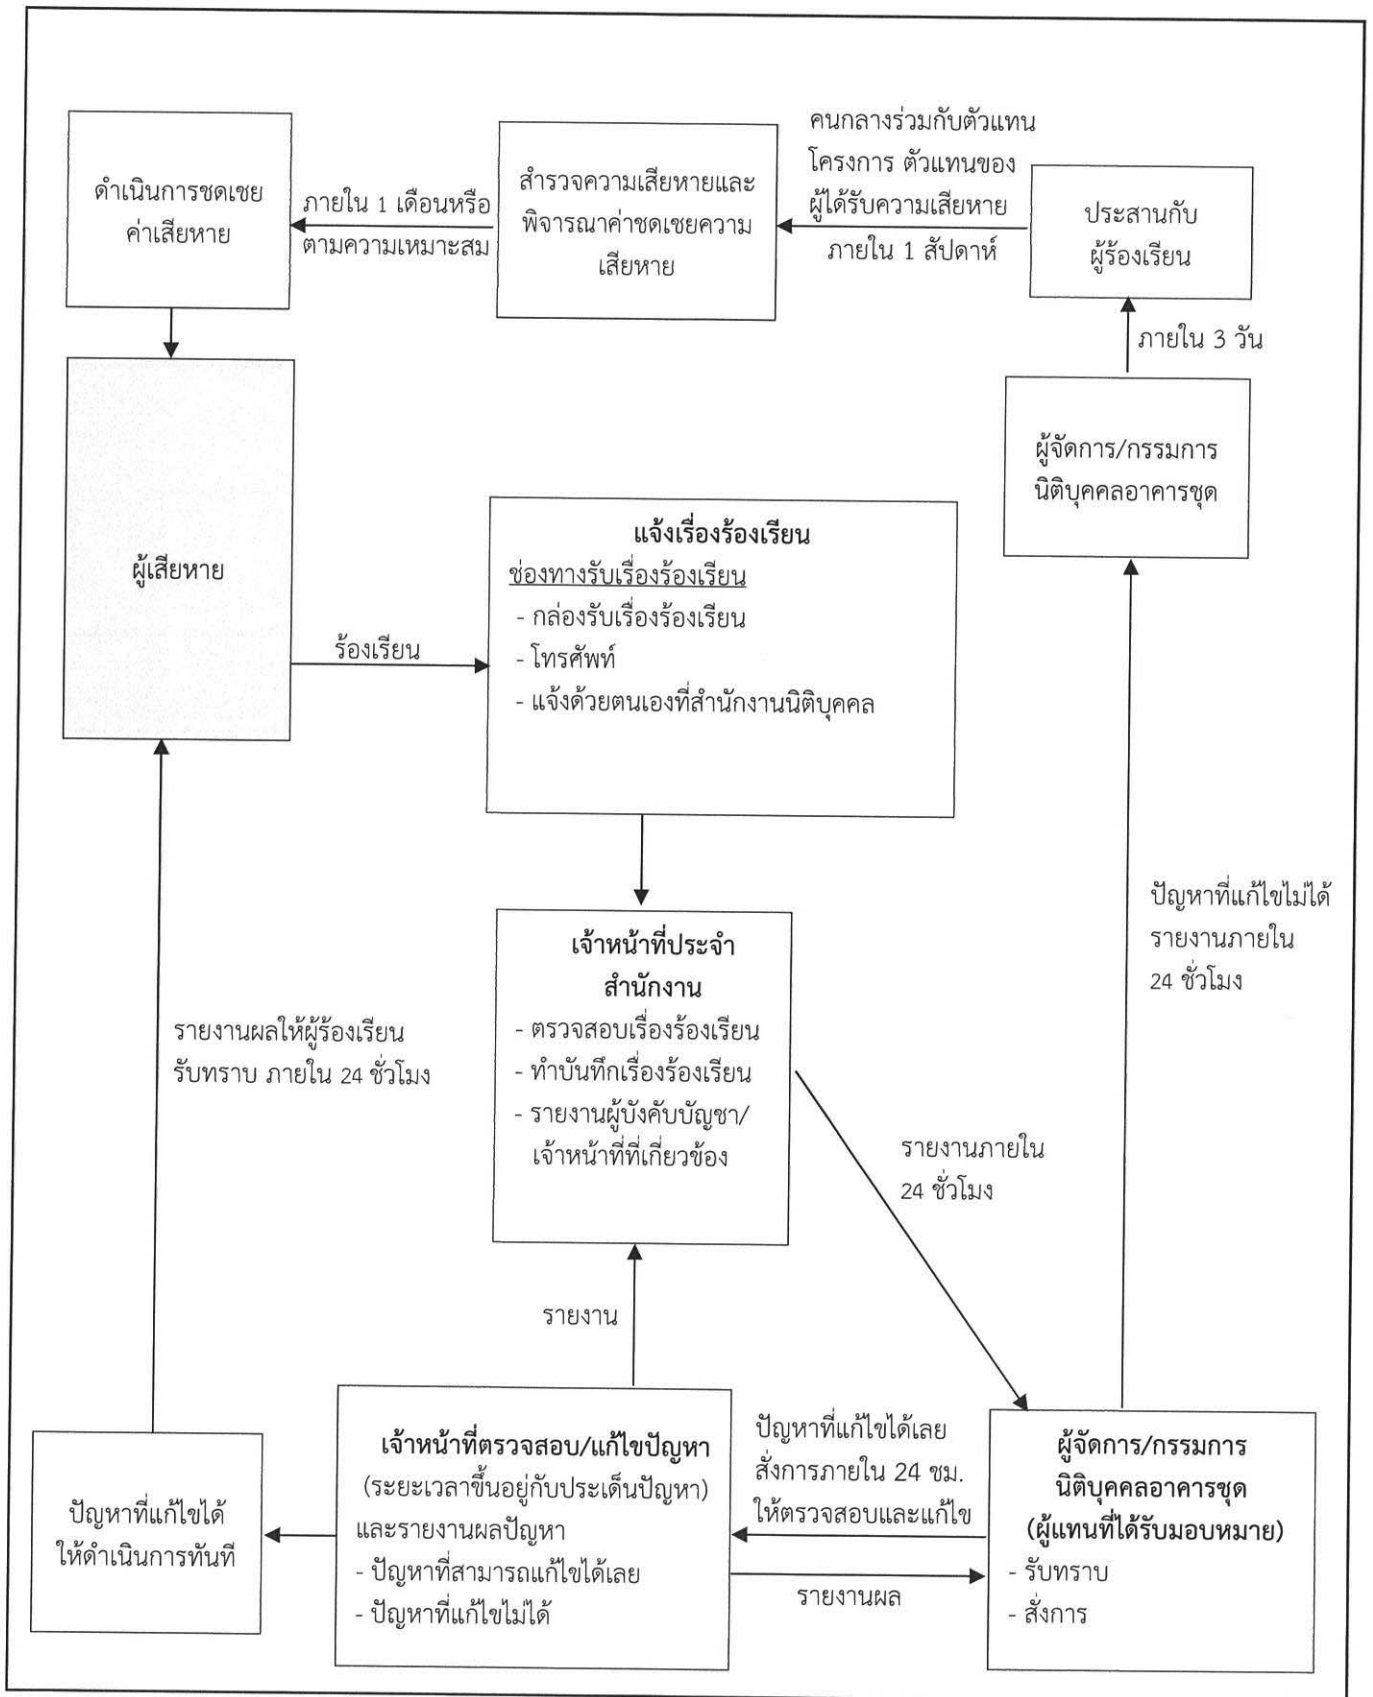 ดำเนินการชดเชย
ค่าเสียหาย
ภายใน 1 เดือนหรือ
ตามความเหมาะสม
สำรวจความเสียหายและ
พิจารณาค่าชดเชยความ
เสียหาย
คนกลางร่วมกับตัวแทน
โครงการ ตัวแทนของ
ผู้ได้รับความเสียหาย
ภายใน 1 สัปดาห์
ประสานกับ
ผู้ร้องเรียน
ภายใน 3 วัน
ผู้จัดการ/กรรมการ
นิติบุคคลอาคารชุด
ผู้เสียหาย
ร้องเรียน
แจ้งเรื่องร้องเรียน
ช่องทางรับเรื่องร้องเรียน
- กล่องรับเรื่องร้องเรียน
- โทรศัพท์
- แจ้งด้วยตนเองที่สำนักงานนิติบุคคล
ปัญหาที่แก้ไขไม่ได้
รายงานภายใน
24 ชั่วโมง
เจ้าหน้าที่ประจำ
สำนักงาน
- ตรวจสอบเรื่องร้องเรียน
- ทำบันทึกเรื่องร้องเรียน
- รายงานผู้บังคับบัญชา/
เจ้าหน้าที่ที่เกี่ยวข้อง
รายงานผลให้ผู้ร้องเรียน
รับทราบ ภายใน 24 ชั่วโมง
รายงานภายใน
24 ชั่วโมง
รายงาน
ปัญหาที่แก้ไขได้
ให้ดำเนินการทันที
เจ้าหน้าที่ตรวจสอบ/แก้ไขปัญหา
(ระยะเวลาขึ้นอยู่กับประเด็นปัญหา)
และรายงานผลปัญหา
- ปัญหาที่สามารถแก้ไขได้เลย
- ปัญหาที่แก้ไขไม่ได้
ปัญหาที่แก้ไขได้เลย
สั่งการภายใน 24 ชม.
ให้ตรวจสอบและแก้ไข
รายงานผล
ผู้จัดการ/กรรมการ
นิติบุคคลอาคารชุด
(ผู้แทนที่ได้รับมอบหมาย)
- รับทราบ
- สั่งการ